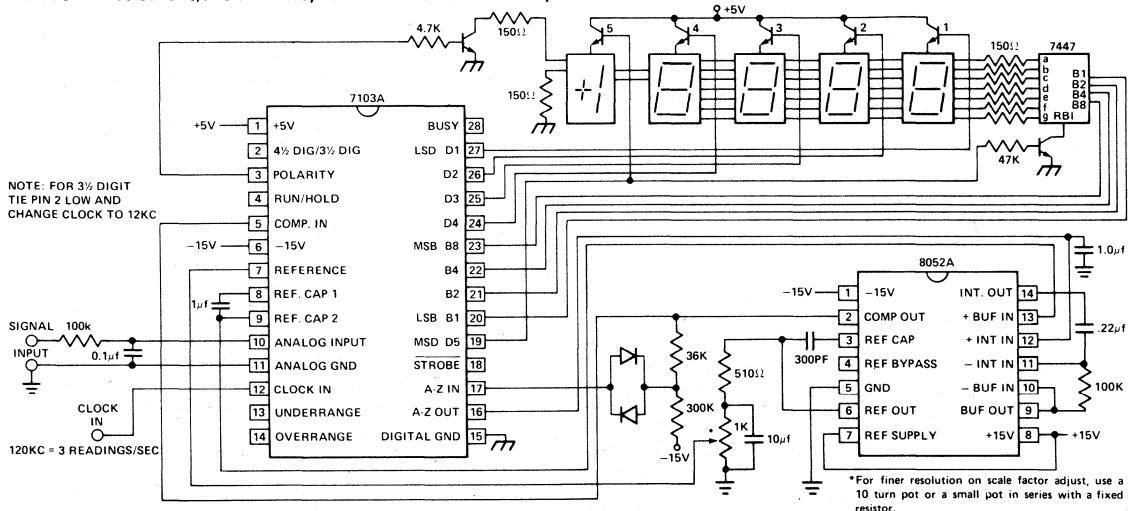 +5V
4.7K
150Ω
5
4
3
2
1
150Ω
7447
a
b
c
d
e
f
g
B1
B2
B4
B8
RBI
150Ω
47K
7103A
+5V
1 +5V
BUSY 28
2 4½ DIG/3½ DIG
LSD D1 27
3 POLARITY
D2 26
4 RUN/HOLD
D3 25
5 COMP. IN
D4 24
−15V
6 −15V
MSB B8 23
7 REFERENCE
B4 22
8 REF. CAP 1
B2 21
9 REF. CAP 2
LSB B1 20
10 ANALOG INPUT
MSD D5 19
11 ANALOG GND
STROBE 18
12 CLOCK IN
A-Z IN 17
13 UNDERRANGE
A-Z OUT 16
14 OVERRANGE
DIGITAL GND 15
NOTE: FOR 3½ DIGIT
TIE PIN 2 LOW AND
CHANGE CLOCK TO 12KC
1µf
SIGNAL
100k
INPUT
0.1µf
CLOCK
IN
120KC = 3 READINGS/SEC
36K
300K
−15V
510Ω
1K
*
10µf
300PF
1.0µf
8052A
−15V
1 −15V
INT. OUT 14
2 COMP OUT
+ BUF IN 13
3 REF CAP
+ INT IN 12
4 REF BYPASS
− INT IN 11
5 GND
− BUF IN 10
6 REF OUT
BUF OUT 9
7 REF SUPPLY
+15V 8
+15V
.22µf
100K
*For finer resolution on scale factor adjust, use a
10 turn pot or a small pot in series with a fixed
resistor.